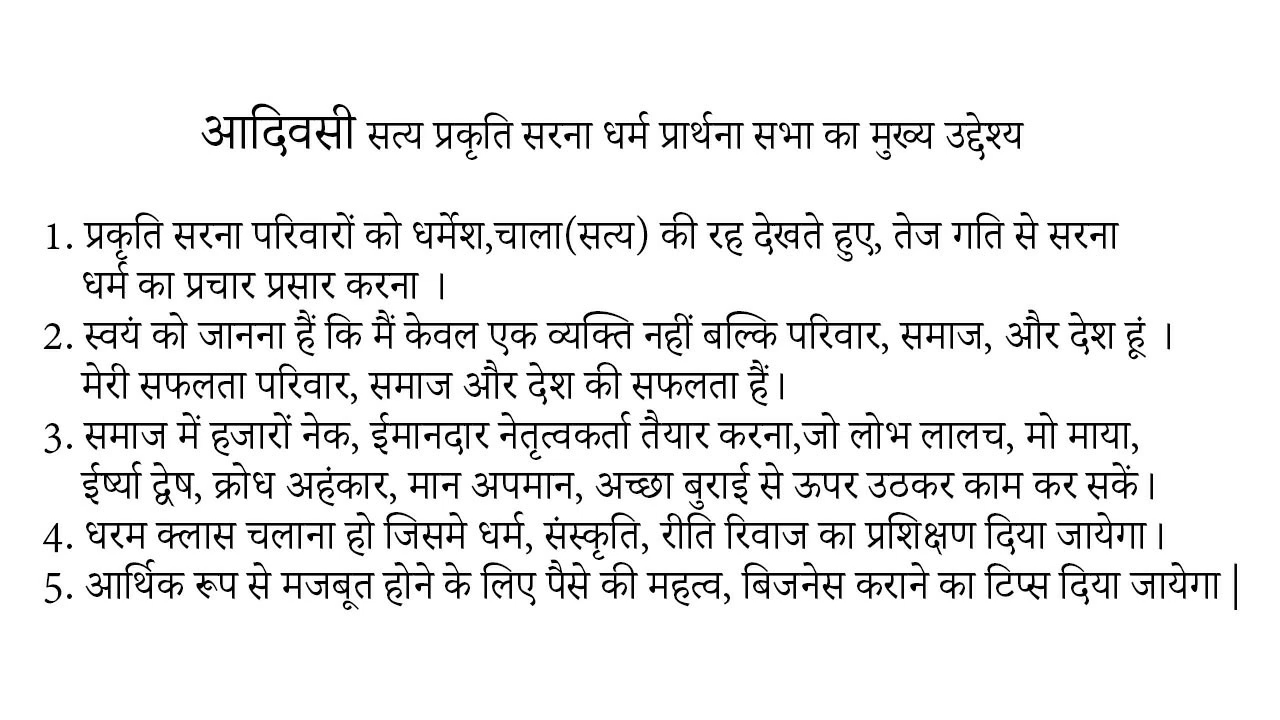 आदिवसी सत्य प्रकृति सरना धर्म प्रार्थना सभा का मुख्य उद्देश्य
1. प्रकृति सरना परिवारों को धर्मेश,चाला(सत्य) की रह देखते हुए, तेज गति से सरना
धर्म का प्रचार प्रसार करना ।
2. स्वयं को जानना हैं कि मैं केवल एक व्यक्ति नहीं बल्कि परिवार, समाज, और देश हूं ।
मेरी सफलता परिवार, समाज और देश की सफलता हैं।
3. समाज में हजारों नेक, ईमानदार नेतृत्वकर्ता तैयार करना,जो लोभ लालच, मो माया,
ईर्ष्या द्वेष, क्रोध अहंकार, मान अपमान, अच्छा बुराई से ऊपर उठकर काम कर सकें।
4. धरम क्लास चलाना हो जिसमे धर्म, संस्कृति, रीति रिवाज का प्रशिक्षण दिया जायेगा।
5. आर्थिक रूप से मजबूत होने के लिए पैसे की महत्व, बिजनेस कराने का टिप्स दिया जायेगा|